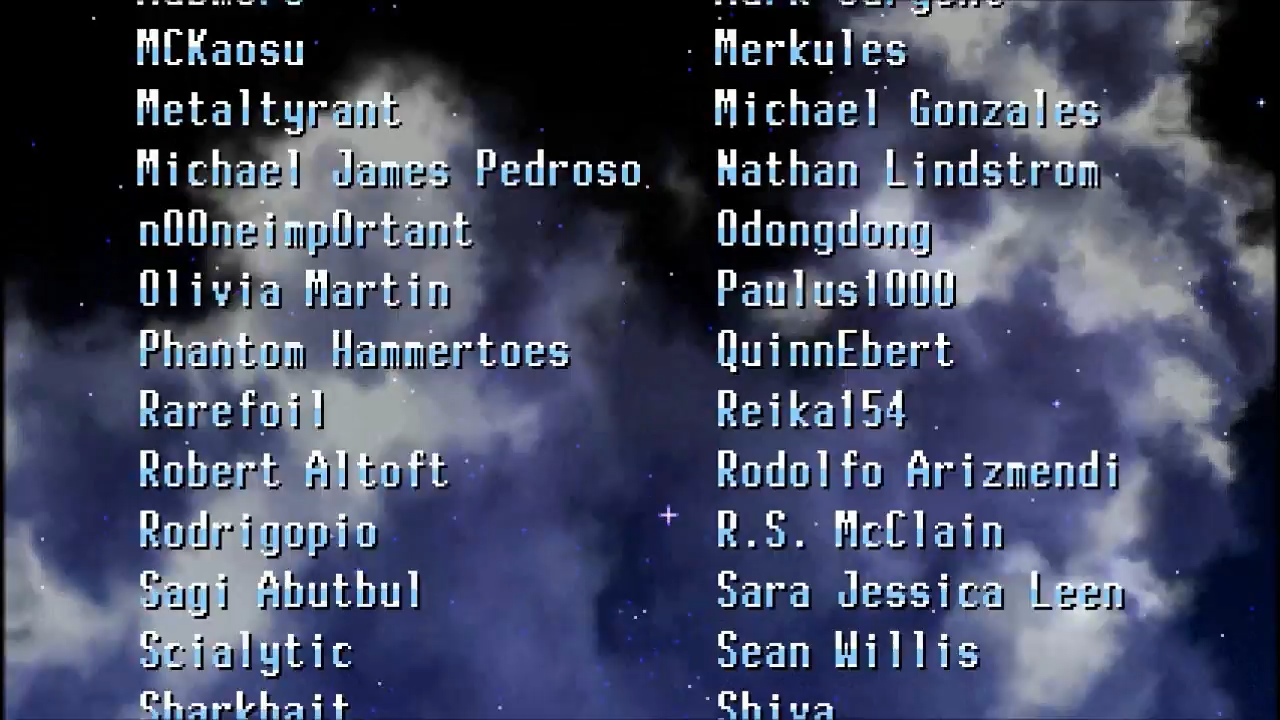 MCKaosu Merkules
Metaltyrant Michael Gonzales
Michael James Pedroso Nathan Lindstrom
n00neimp0rtant Odongdong
Olivia Martin Paulus1000
Phantom Hammertoes QuinnEbert
Rarefoil Reika154
Robert Altoft Rodolfo Arizmendi
Rodrigopio R.S. McClain
Sagi Abutbul Sara Jessica Leen
Scialytic Sean Willis
Sharkbait Shiva